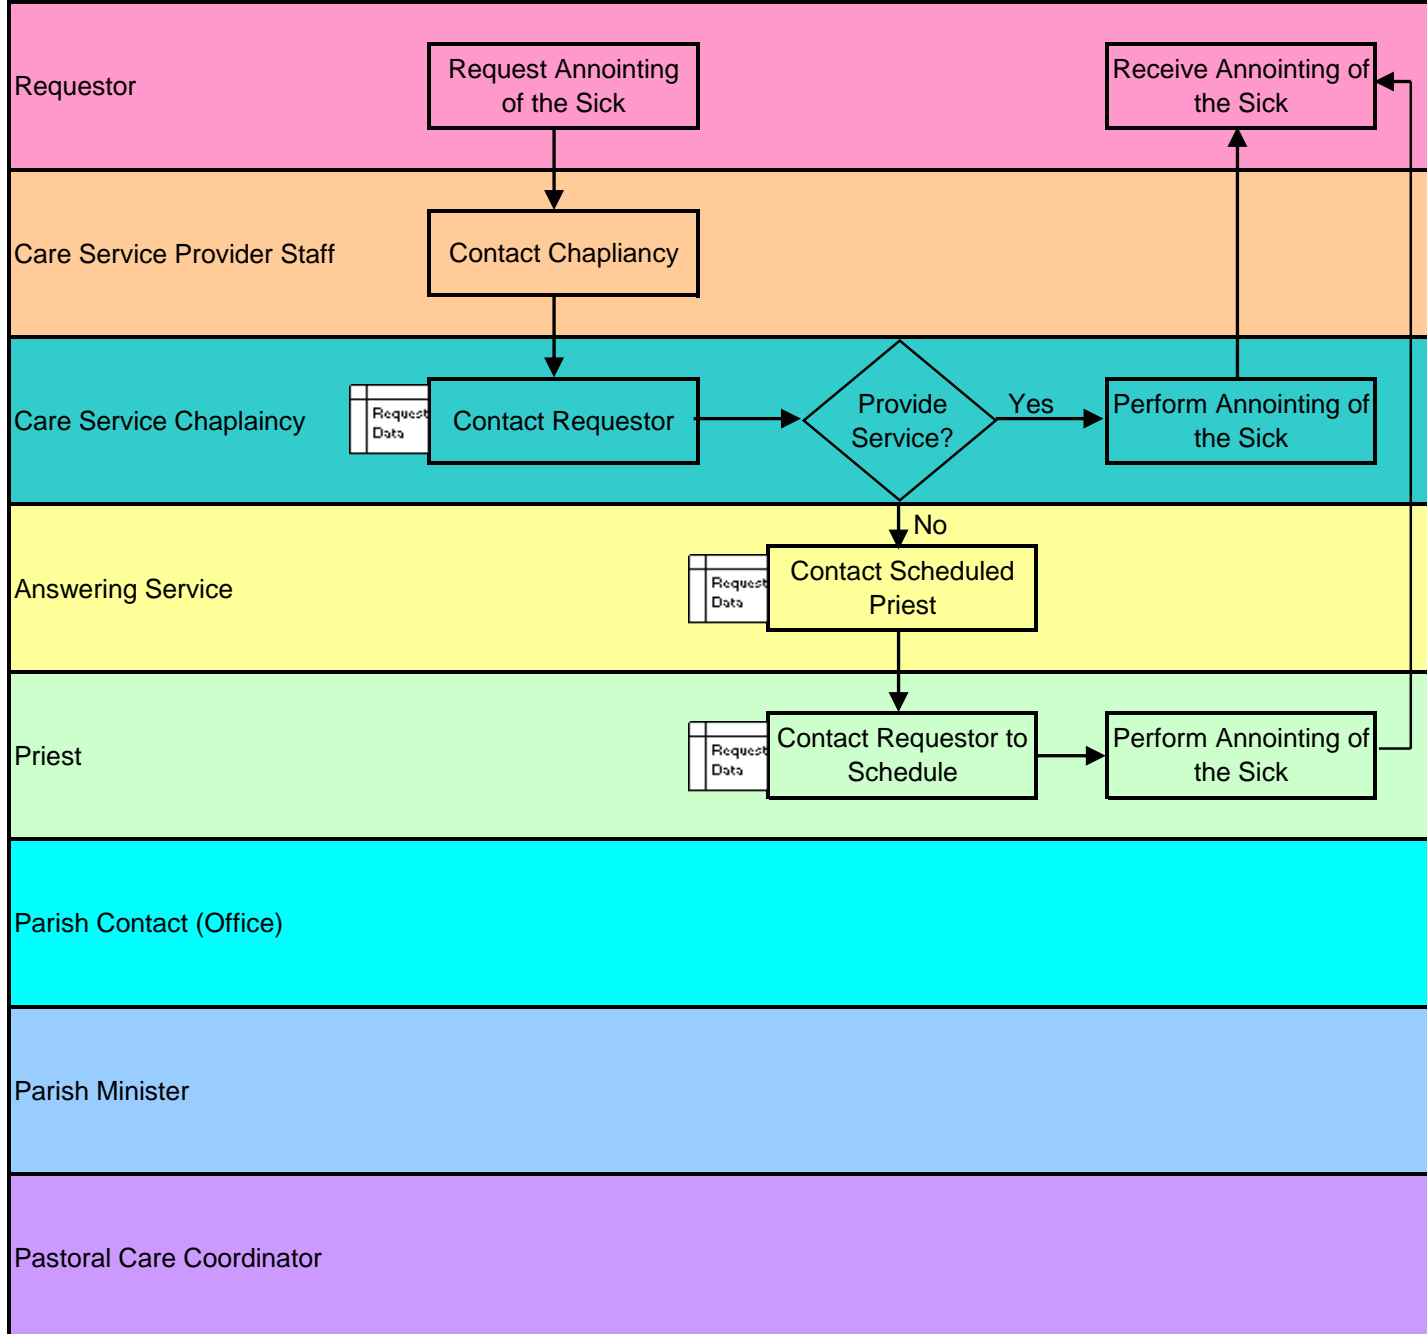 Requestor
Request Annointing
of the Sick
Receive Annointing of
the Sick
Care Service Provider Staff
Contact Chapliancy
Care Service Chaplaincy
Request
Data
Contact Requestor
Provide
Service?
Yes
Perform Annointing of
the Sick
No
Answering Service
Request
Data
Contact Scheduled
Priest
Priest
Request
Data
Contact Requestor to
Schedule
Perform Annointing of
the Sick
Parish Contact (Office)
Parish Minister
Pastoral Care Coordinator